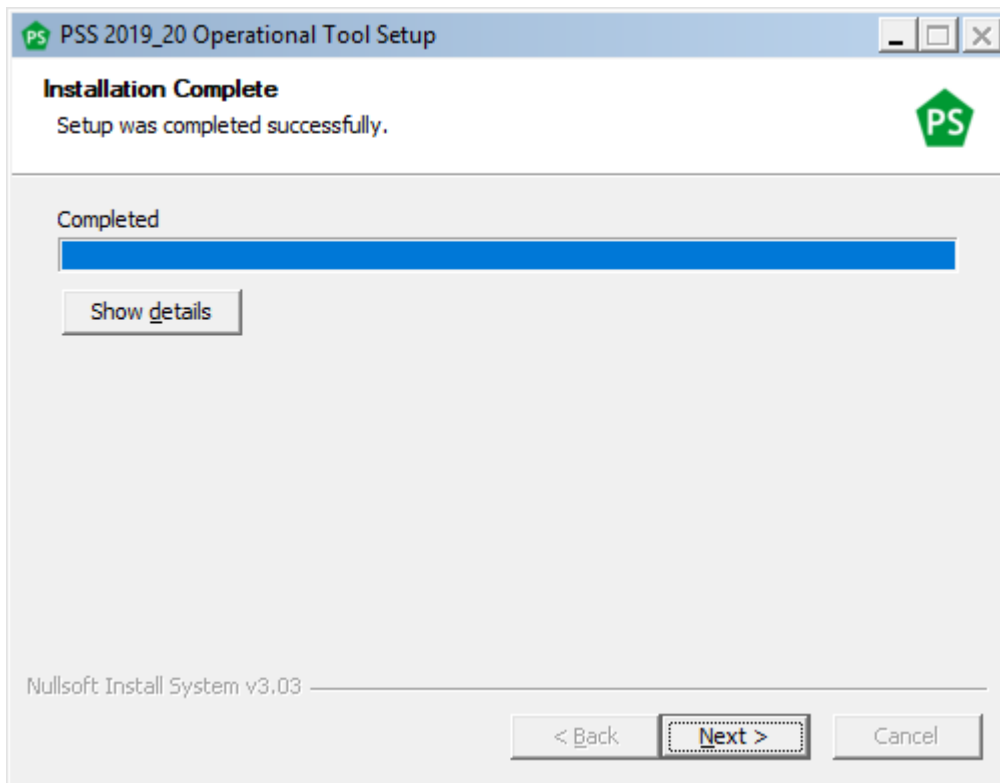 PS PSS 2019_20 Operational Tool Setup
Installation Complete
Setup was completed successfully.
PS
Completed
Show details
Nullsoft Install System v3.03
< Back Next > Cancel